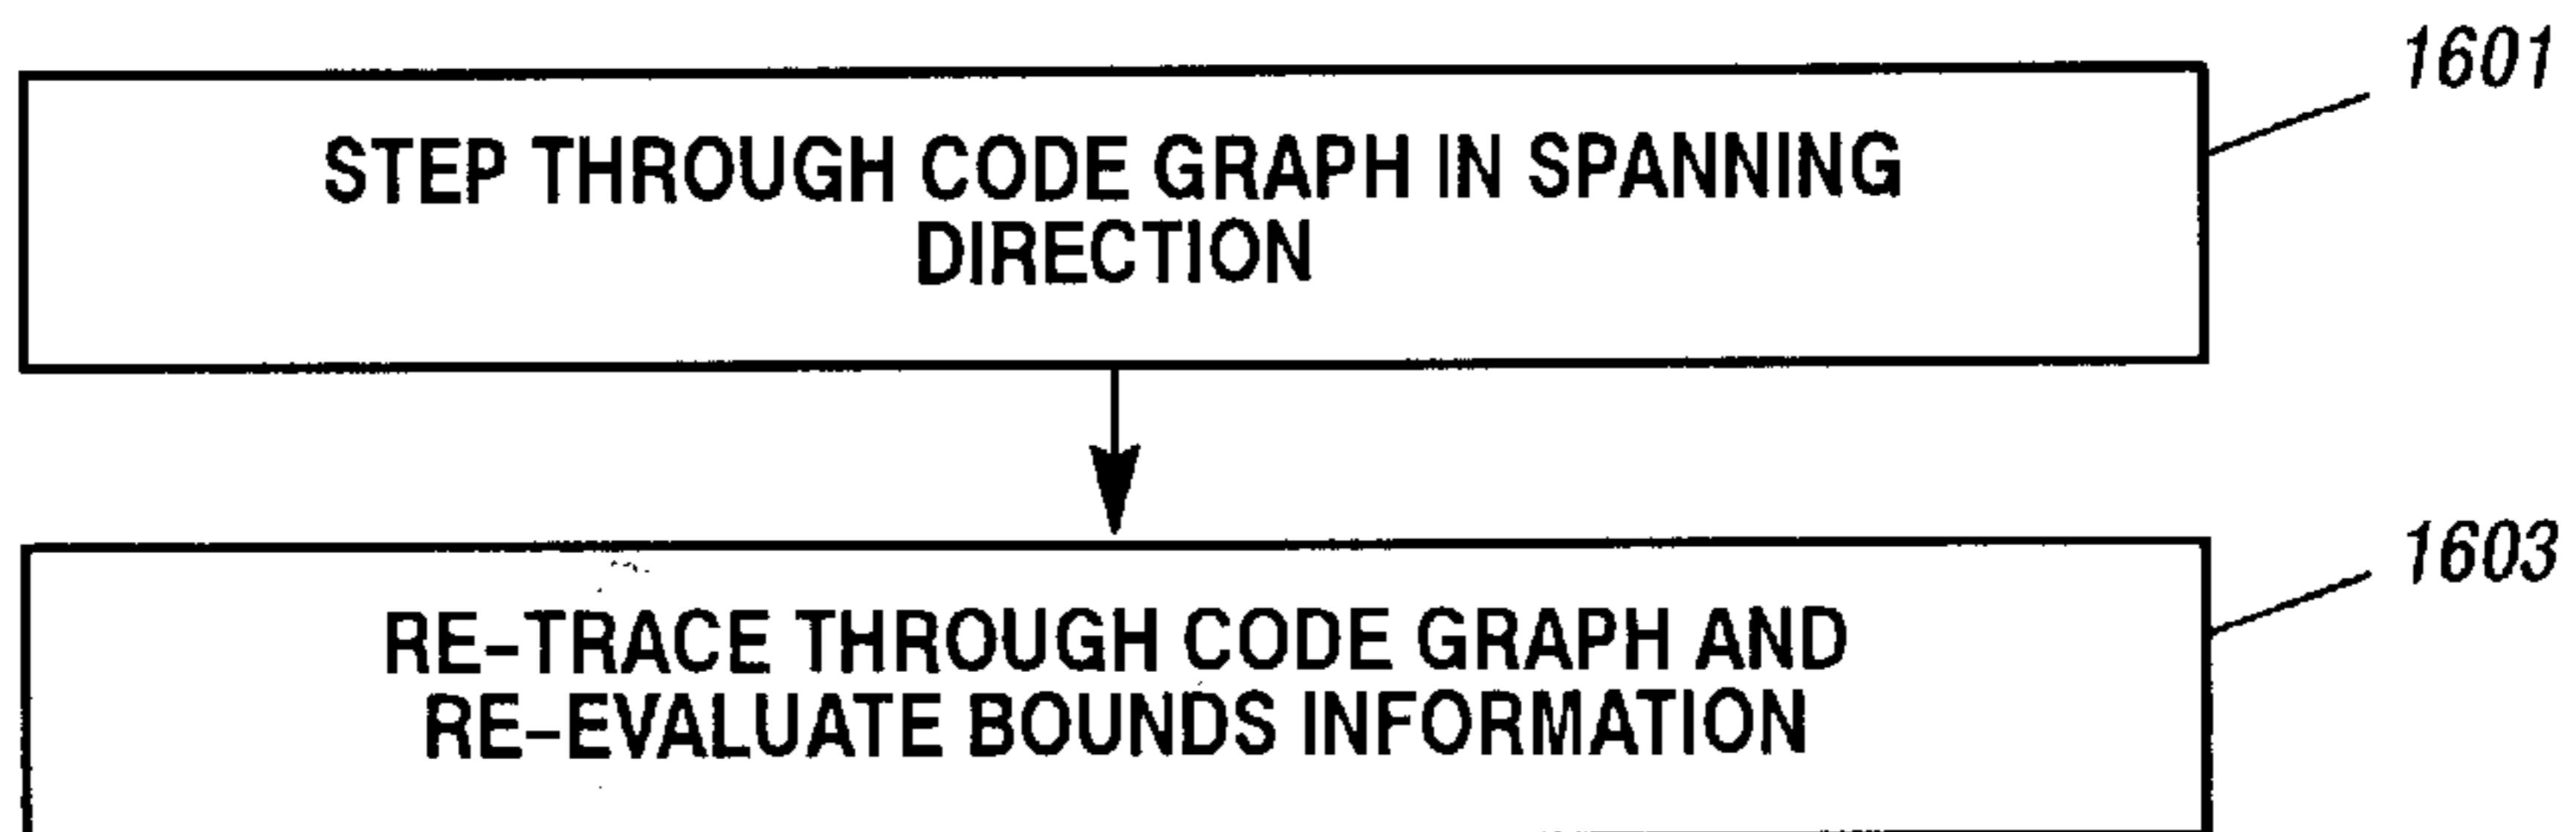 1601
STEP THROUGH CODE GRAPH IN SPANNING
DIRECTION
1603
RE-TRACE THROUGH CODE GRAPH AND
RE-EVALUATE BOUNDS INFORMATION